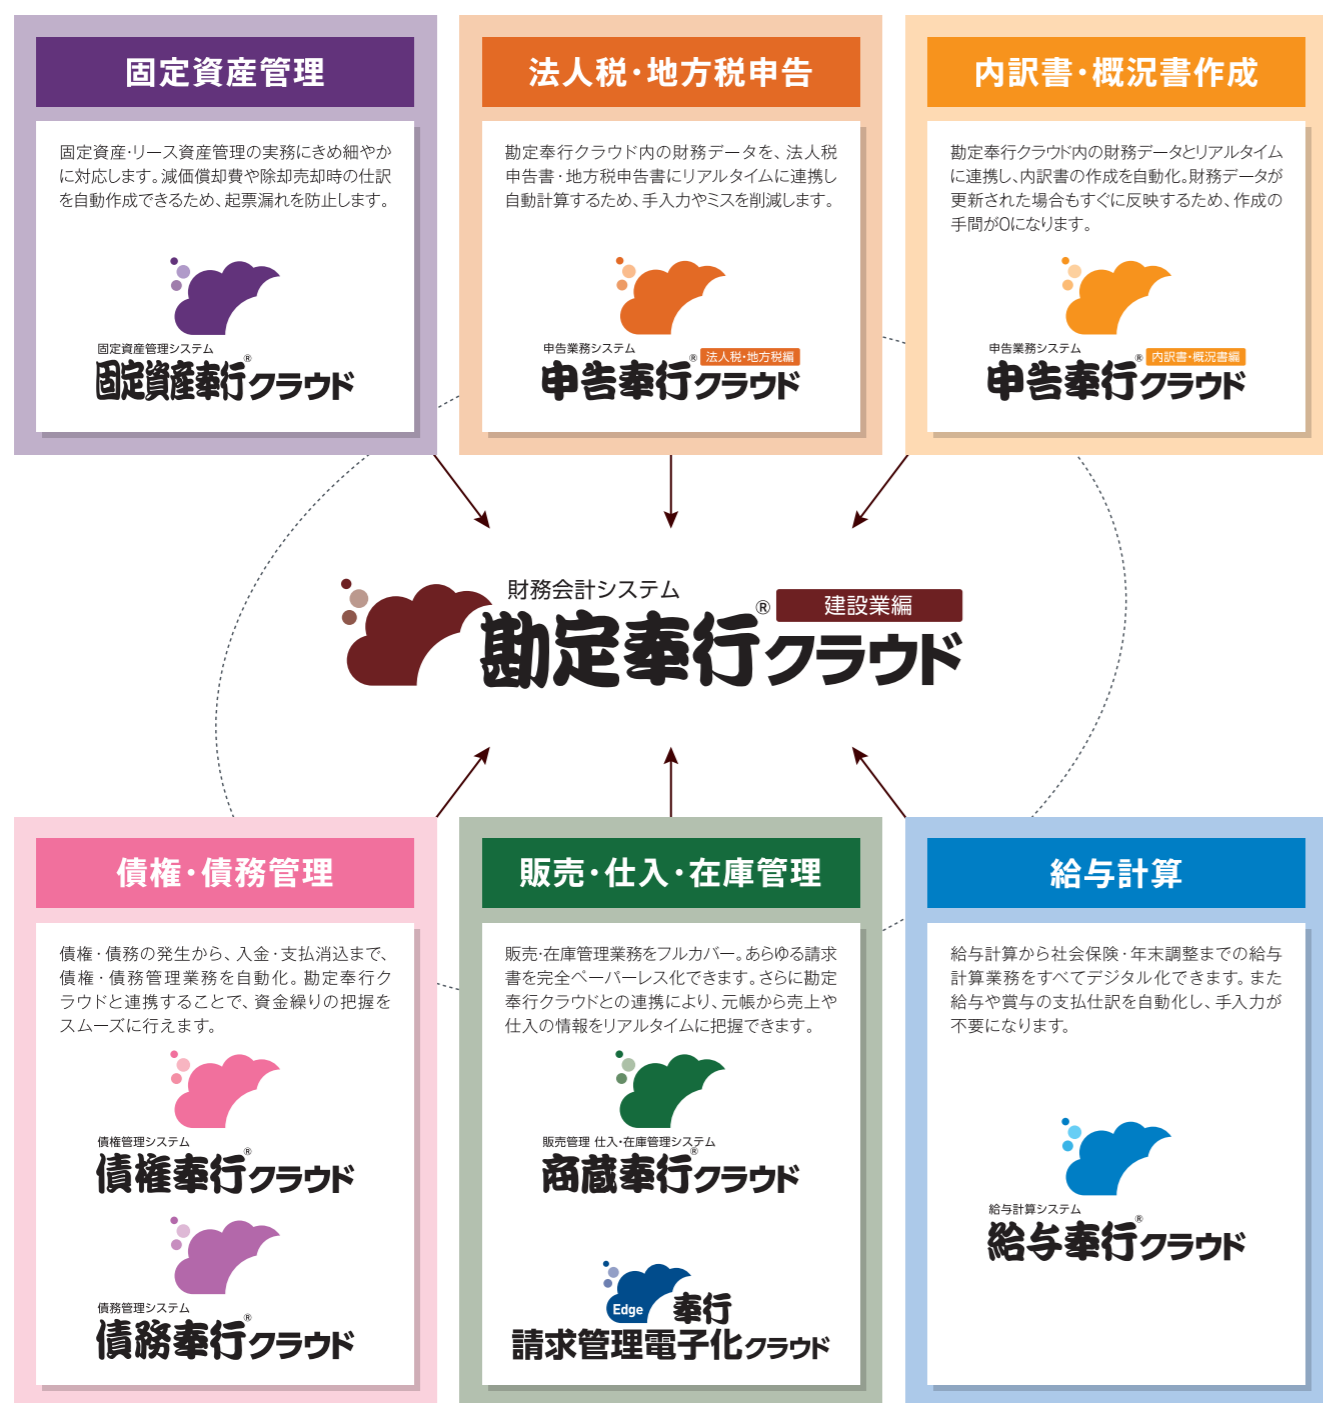 固定資産管理
固定資産・リース資産管理の実務にきめ細やか
に対応します。減価償却費や除却売却時の仕訳
を自動作成できるため、起票漏れを防止します。
固定資産管理システム
固定資産奉行®クラウド
法人税・地方税申告
勘定奉行クラウド内の財務データを、法人税
申告書・地方税申告書にリアルタイムに連携し
自動計算するため、手入力やミスを削減します。
申告業務システム
申告奉行®クラウド 法人税・地方税編
内訳書・概況書作成
勘定奉行クラウド内の財務データとリアルタイム
に連携し、内訳書の作成を自動化。財務データが
更新された場合もすぐに反映するため、作成の
手間が0になります。
申告業務システム
申告奉行®クラウド 内訳書・概況書編
財務会計システム
勘定奉行®クラウド 建設業編
債権・債務管理
債権・債務の発生から、入金・支払消込まで、
債権・債務管理業務を自動化。勘定奉行ク
ラウドと連携することで、資金繰りの把握を
スムーズに行えます。
債権管理システム
債権奉行®クラウド
債務管理システム
債務奉行®クラウド
販売・仕入・在庫管理
販売・在庫管理業務をフルカバー。あらゆる請求
書を完全ペーパーレス化できます。さらに勘定
奉行クラウドとの連携により、元帳から売上や
仕入の情報をリアルタイムに把握できます。
販売管理 仕入・在庫管理システム
商蔵奉行®クラウド
Edge 奉行
請求管理電子化クラウド
給与計算
給与計算から社会保険・年末調整までの給与
計算業務をすべてデジタル化できます。また
給与や賞与の支払仕訳を自動化し、手入力が
不要になります。
給与計算システム
給与奉行®クラウド